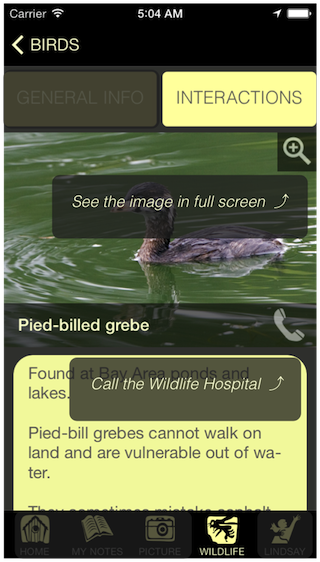 Carrier 5:04 AM
BIRDS
GENERAL INFO INTERACTIONS
See the image in full screen
Pied-billed grebe
Found at Bay Area ponds and
lakes.
Call the Wildlife Hospital
Pied-bill grebes cannot walk on
land and are vulnerable out of wa-
ter.
They sometimes mistake asphalt
HOME MY NOTES PICTURE WILDLIFE LINDSAY